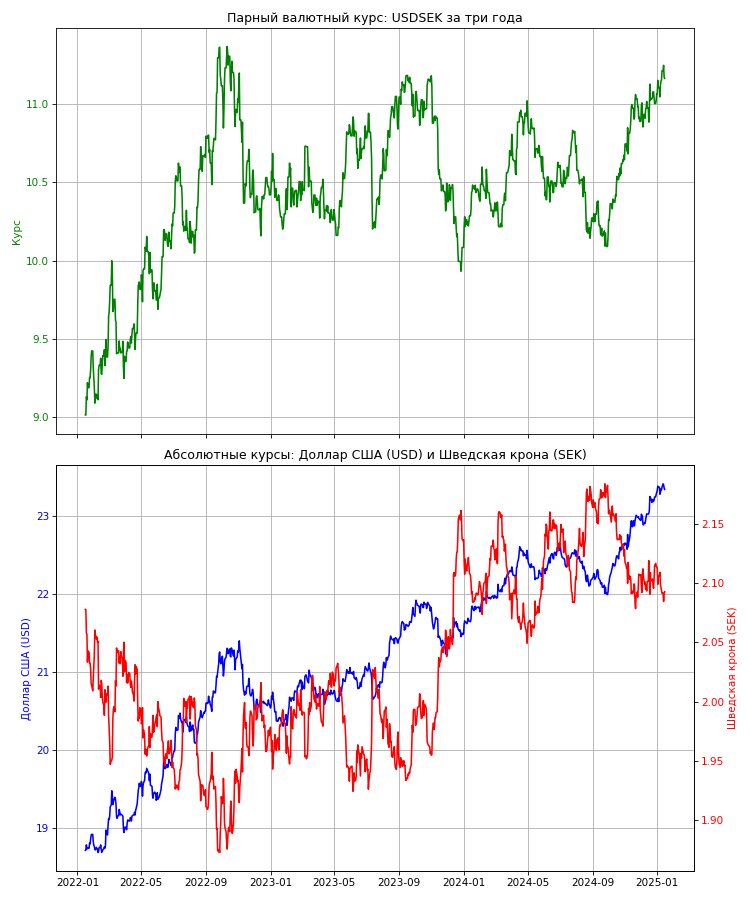 Парный валютный курс: USDSEK за три года
11.0
10.5
10.0
9.5
9.0
Курс
Абсолютные курсы: Доллар США (USD) и Шведская крона (SEK)
23
22
21
20
19
Доллар США (USD)
2.15
2.10
2.05
2.00
1.95
1.90
Шведская крона (SEK)
2022-01 2022-05 2022-09 2023-01 2023-05 2023-09 2024-01 2024-05 2024-09 2025-01